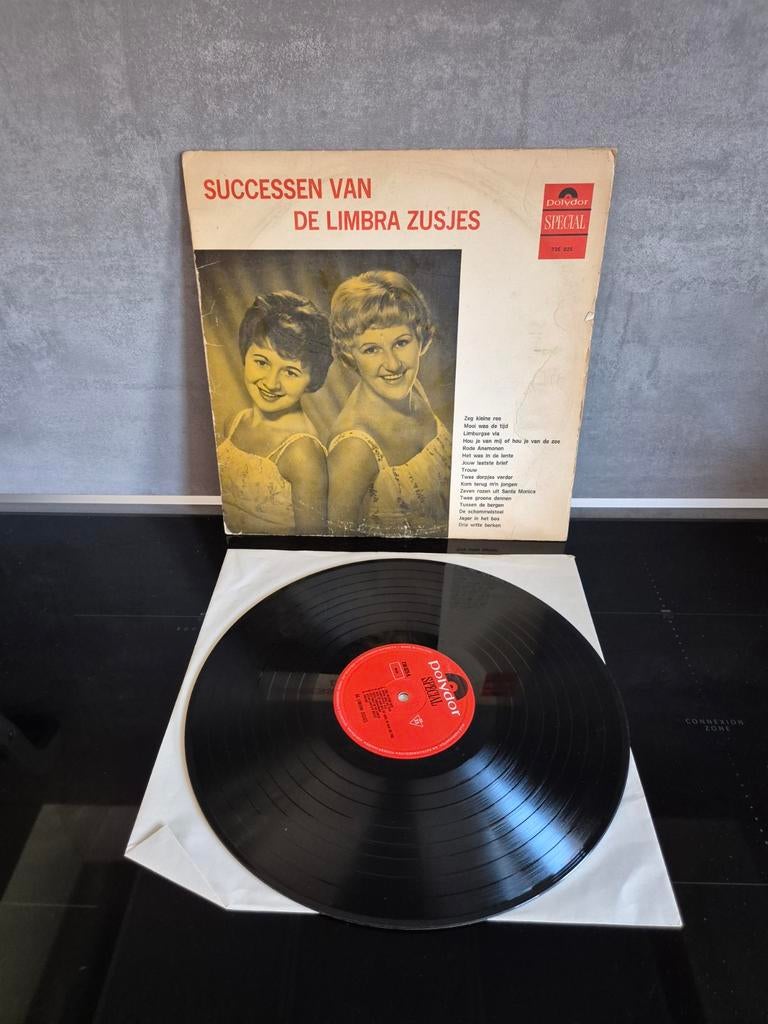 SUCCESSEN VAN
DE LIMBRA ZUSJES
Polydor
SPECIAL
Zeg kleine ree
Mooi was de tijd
Limburgse vla
Hou je van mij of hou je van de zee
Rode Anemonen
Het was in de lente
Jouw laatste brief
Trouw
Twee dorpjes verder
Kom terug m'n jongen
Zeven rozen uit Santa Monica
Twee groene dennen
Tussen de bergen
De schommelstoel
Jager in het bos
Drie witte berken
Polydor
SPECIAL
CONNEXION
ZONE